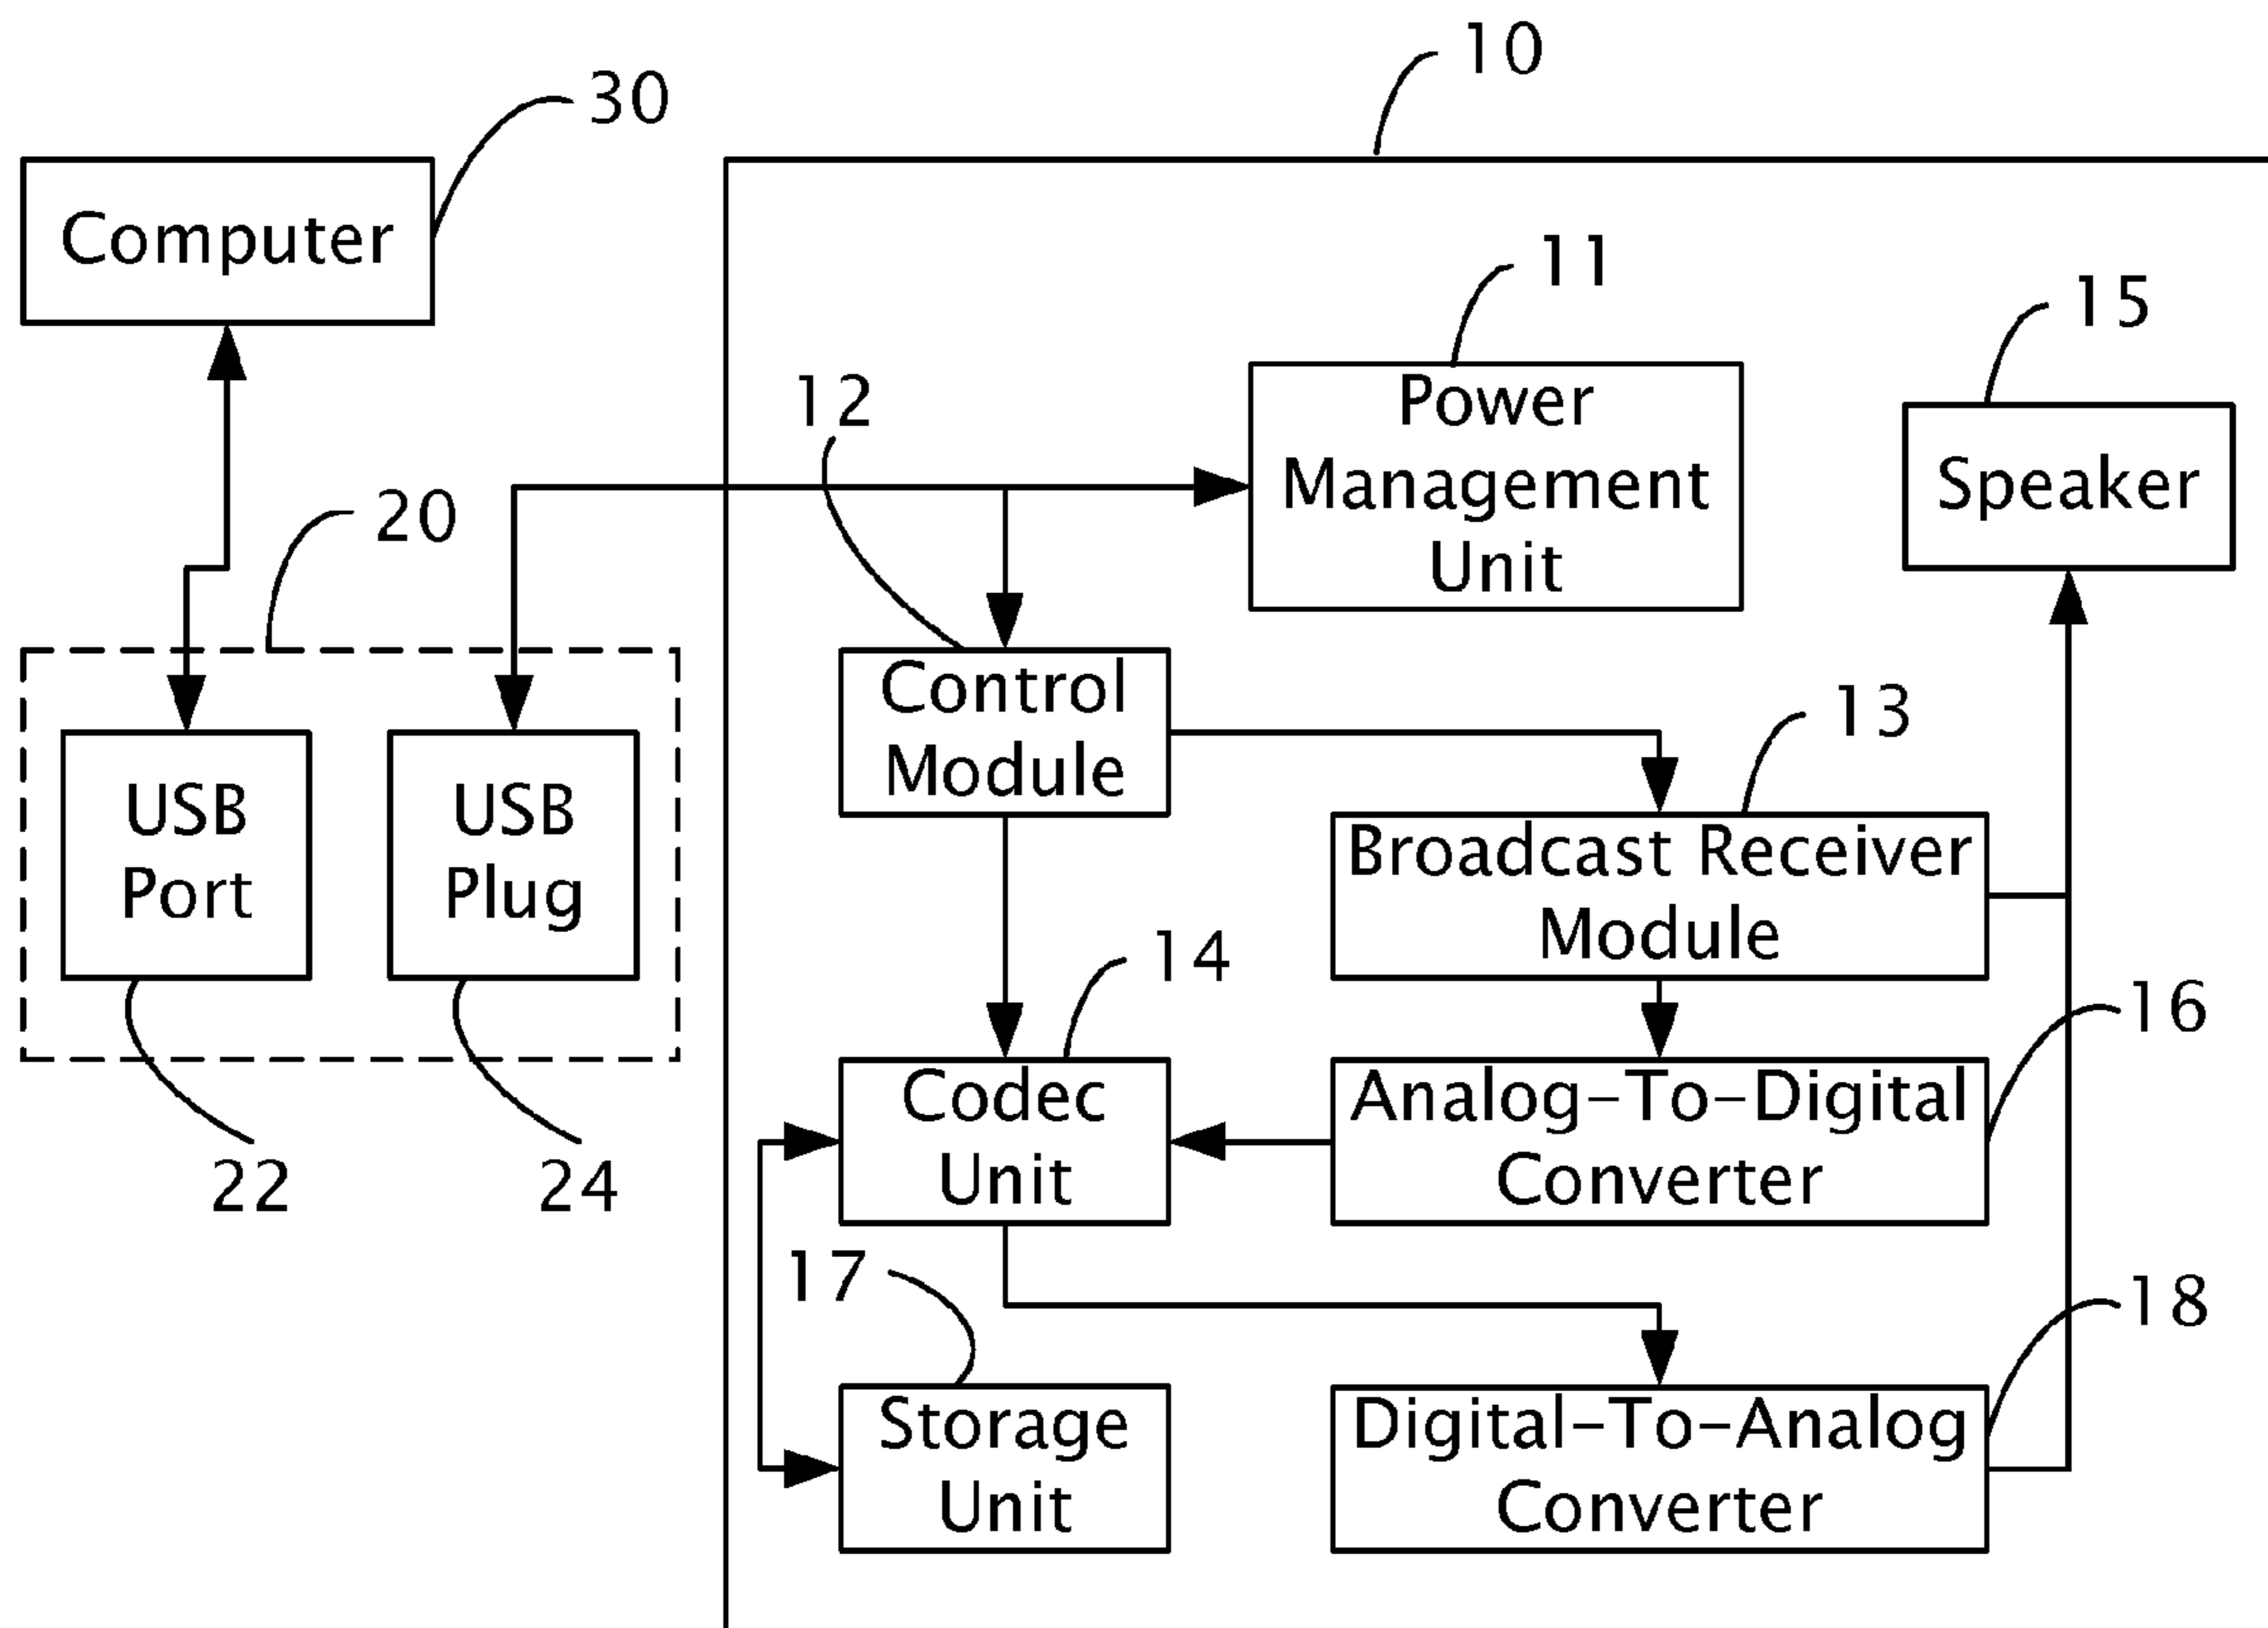 10
30
Computer
11
15
12
Power
Management
Unit
Speaker
20
Control
Module
13
USB
Port
USB
Plug
Broadcast Receiver
Module
14
16
Codec
Unit
Analog-To-Digital
Converter
22
24
17
18
Storage
Unit
Digital-To-Analog
Converter